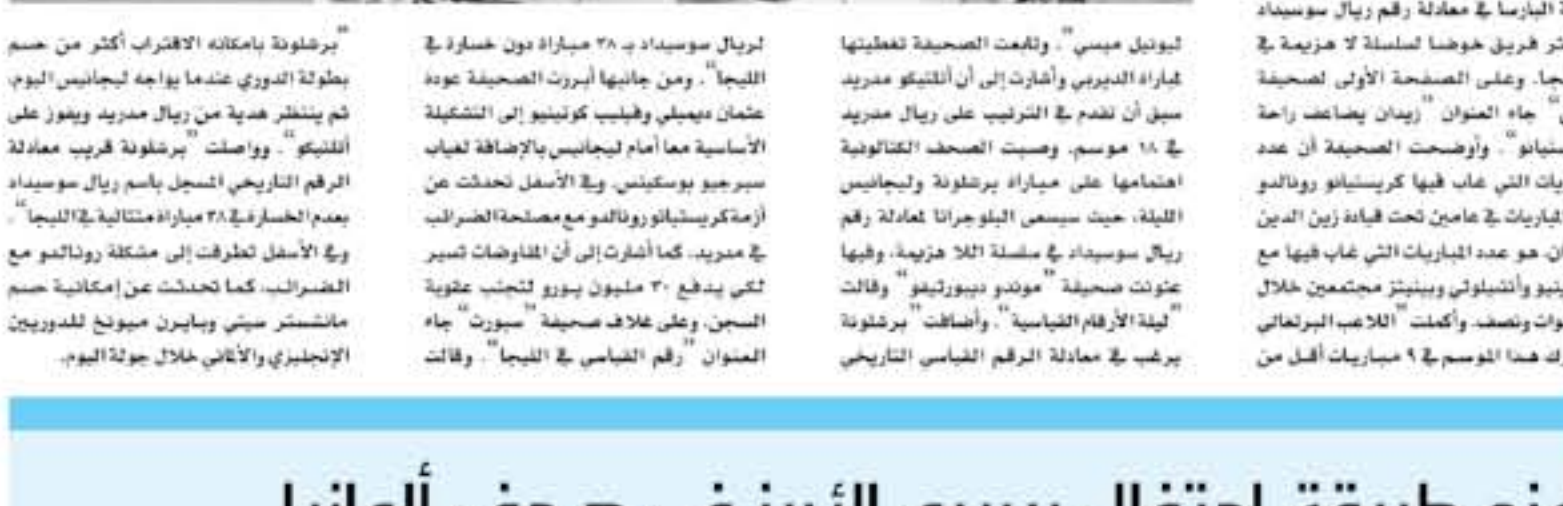 البارسا في معادلة رقم ريال سوسيداد
فريق خوضا لسلسلة لا هزيمة في
وعلى الصفحة الأولى لصحيفة
جاء العنوان "زيدان يضاعف راحة
وأوضحت الصحيفة أن عدد
التي غاب فيها كريستيانو رونالدو
المباريات في عامين تحت قيادة زين الدين
هو عدد المباريات التي غاب فيها مع
وأنشيلوتي وبينيتز مجتمعين خلال
ونصف. وأكملت "اللاعب البرتغالي
هذا الموسم في ٩ مباريات أقل من
ليونيل ميسي". وتابعت الصحيفة تغطيتها
لمباراة الديربي وأشارت إلى أن أتلتيكو مدريد
سبق أن تقدم في الترتيب على ريال مدريد
في ١٨ موسم. وصبت الصحف الكتالونية
اهتمامها على مباراة برشلونة وليجانيس
الليلة، حيث سيسعى البلوجرانا لمعادلة رقم
ريال سوسيداد في سلسلة اللا هزيمة، وفيها
عنونت صحيفة "موندو ديبورتيفو" وقالت
"ليلة الأرقام القياسية". وأضافت "برشلونة
يرغب في معادلة الرقم القياسي التاريخي
لريال سوسيداد بـ ٣٨ مباراة دون خسارة في
الليجا". ومن جانبها أبرزت الصحيفة عودة
عثمان ديمبلي وفيليب كوتينيو إلى التشكيلة
الأساسية معا أمام ليجانيس بالإضافة لغياب
سيرجيو بوسكيتس. وفي الأسفل تحدثت عن
أزمة كريستيانو رونالدو مع مصلحة الضرائب
في مدريد، كما أشارت إلى أن المفاوضات تسير
لكي يدفع ٣٠ مليون يورو لتجنب عقوبة
السجن. وعلى غلاف صحيفة "سبورت" جاء
العنوان "رقم القياسي في الليجا". وقالت
"برشلونة بامكانه الاقتراب أكثر من حسم
بطولة الدوري عندما يواجه ليجانيس اليوم،
ثم ينتظر هدية من ريال مدريد ويفوز على
أتلتيكو". وواصلت "برشلونة قريب معادلة
الرقم التاريخي المسجل باسم ريال سوسيداد
بعدم الخسارة في ٣٨ مباراة متتالية في الليجا".
وفي الأسفل تطرقت إلى مشكلة رونالدو مع
الضرائب، كما تحدثت عن إمكانية حسم
مانشستر سيتي وبايرن ميونخ للدوريين
الإنجليزي والألماني خلال جولة اليوم.